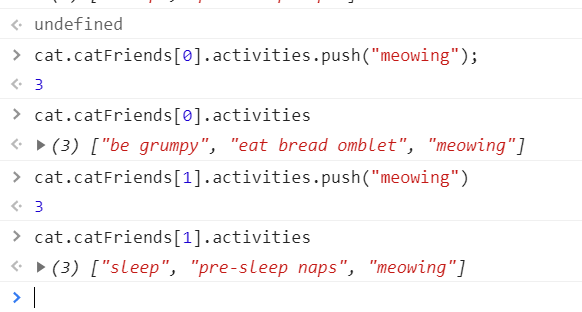 undefined
cat.catFriends[0].activities.push("meowing");
3
cat.catFriends[0].activities
(3) ["be grumpy", "eat bread omblet", "meowing"]
cat.catFriends[1].activities.push("meowing")
3
cat.catFriends[1].activities
(3) ["sleep", "pre-sleep naps", "meowing"]